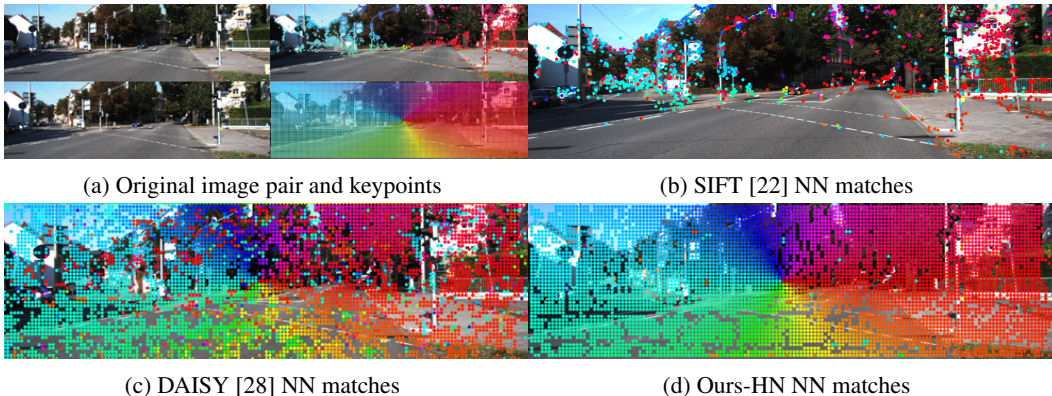 (a) Original image pair and keypoints
(b) SIFT [22] NN matches
(c) DAISY [28] NN matches
(d) Ours-HN NN matches